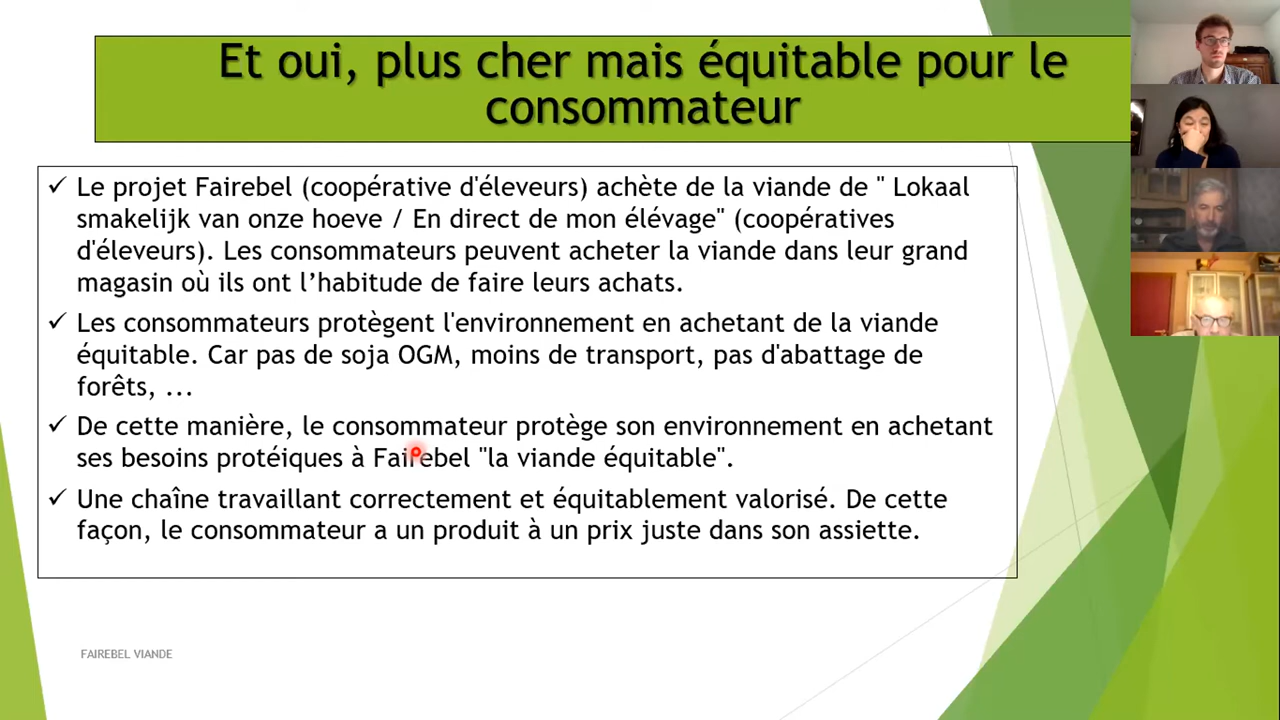 Et oui, plus cher mais équitable pour le
consommateur
✓ Le projet Fairebel (coopérative d'éleveurs) achète de la viande de " Lokaal
smakelijk van onze hoeve / En direct de mon élévage" (coopératives
d'éleveurs). Les consommateurs peuvent acheter la viande dans leur grand
magasin où ils ont l’habitude de faire leurs achats.
✓ Les consommateurs protègent l'environnement en achetant de la viande
équitable. Car pas de soja OGM, moins de transport, pas d'abattage de
forêts, ...
✓ De cette manière, le consommateur protège son environnement en achetant
ses besoins protéiques à Fairebel "la viande équitable".
✓ Une chaîne travaillant correctement et équitablement valorisé. De cette
façon, le consommateur a un produit à un prix juste dans son assiette.
FAIREBEL VIANDE